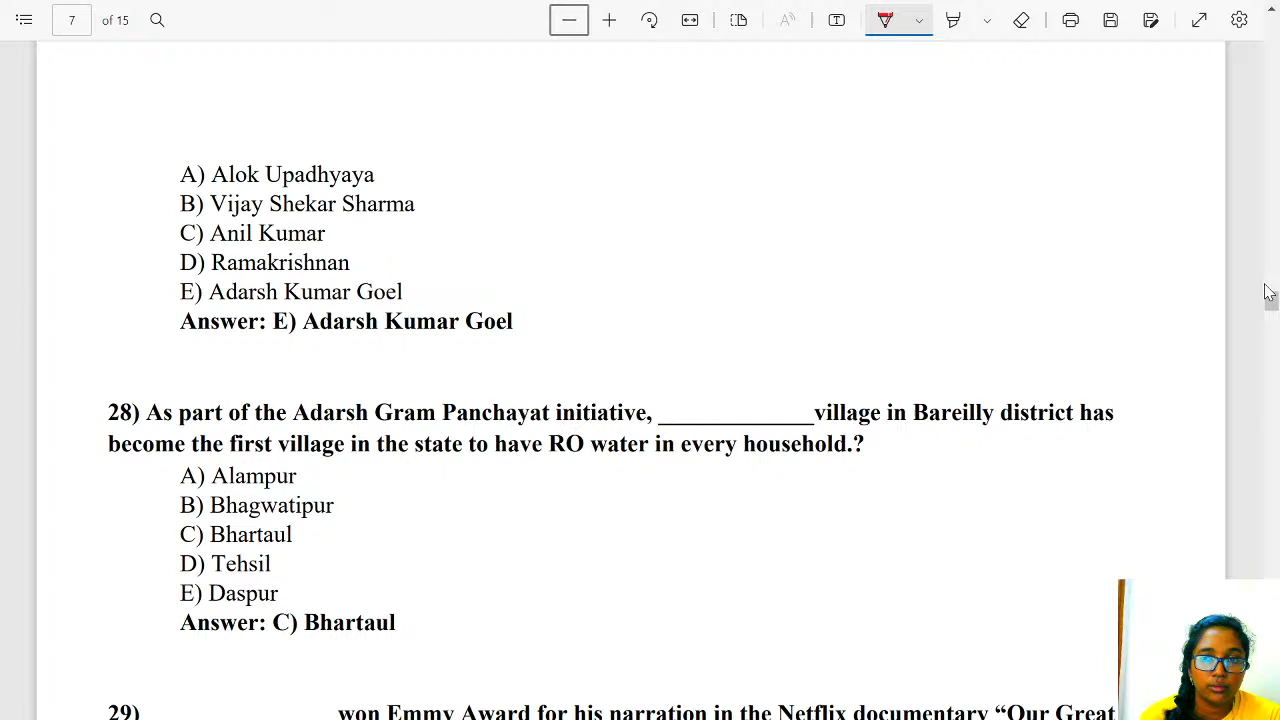 7 of 15
A) Alok Upadhyaya
B) Vijay Shekar Sharma
C) Anil Kumar
D) Ramakrishnan
E) Adarsh Kumar Goel
Answer: E) Adarsh Kumar Goel
28) As part of the Adarsh Gram Panchayat initiative, _____________village in Bareilly district has
become the first village in the state to have RO water in every household.?
A) Alampur
B) Bhagwatipur
C) Bhartaul
D) Tehsil
E) Daspur
Answer: C) Bhartaul
29) ________________ won Emmy Award for his narration in the Netflix documentary “Our Great